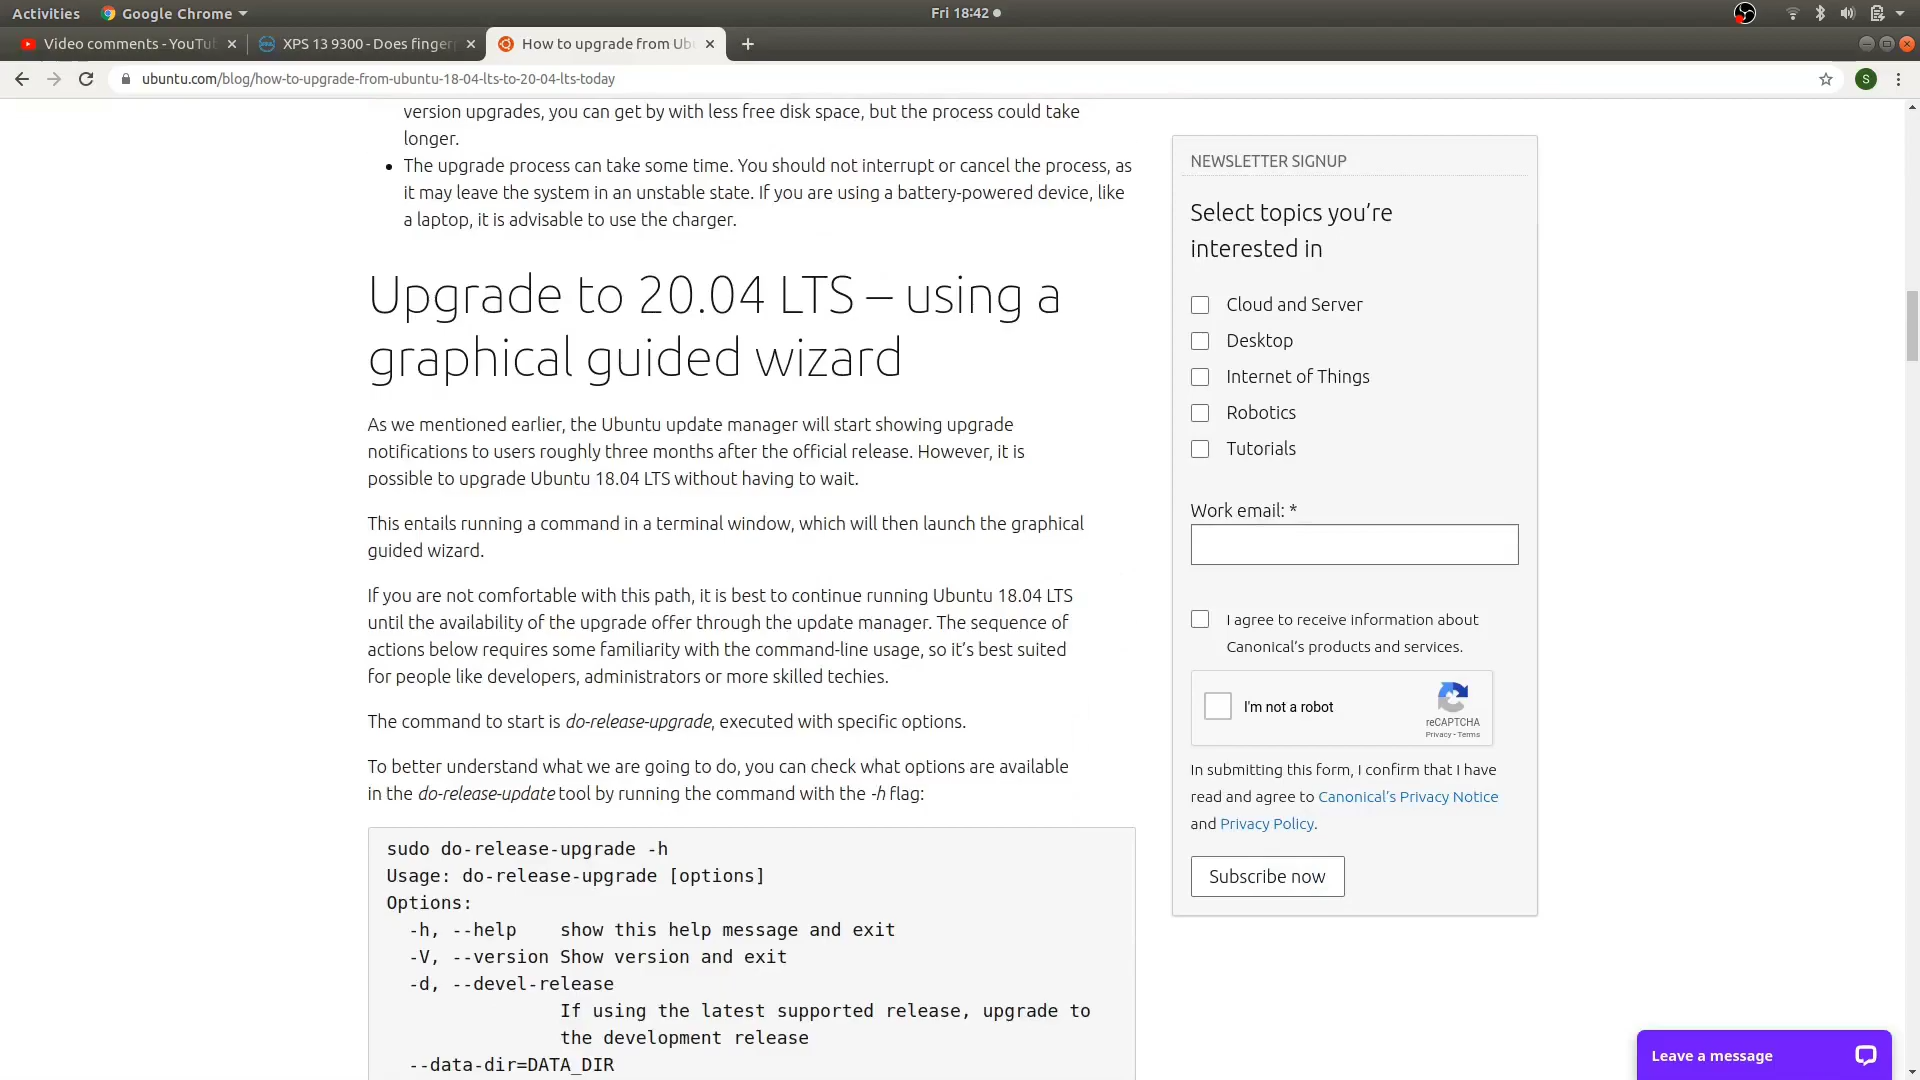 Activities
Google Chrome
Fri 18:42
Video comments - YouTu
XPS 13 9300 - Does finger
How to upgrade from Ub
ubuntu.com/blog/how-to-upgrade-from-ubuntu-18-04-lts-to-20-04-lts-today
S
version upgrades, you can get by with less free disk space, but the process could take
longer.
• The upgrade process can take some time. You should not interrupt or cancel the process, as
it may leave the system in an unstable state. If you are using a battery-powered device, like
a laptop, it is advisable to use the charger.
Upgrade to 20.04 LTS – using a
graphical guided wizard
As we mentioned earlier, the Ubuntu update manager will start showing upgrade
notifications to users roughly three months after the official release. However, it is
possible to upgrade Ubuntu 18.04 LTS without having to wait.
This entails running a command in a terminal window, which will then launch the graphical
guided wizard.
If you are not comfortable with this path, it is best to continue running Ubuntu 18.04 LTS
until the availability of the upgrade offer through the update manager. The sequence of
actions below requires some familiarity with the command-line usage, so it’s best suited
for people like developers, administrators or more skilled techies.
The command to start is do-release-upgrade, executed with specific options.
To better understand what we are going to do, you can check what options are available
in the do-release-update tool by running the command with the -h flag:
sudo do-release-upgrade -h
Usage: do-release-upgrade [options]
Options:
-h, --help    show this help message and exit
-V, --version Show version and exit
-d, --devel-release
If using the latest supported release, upgrade to
the development release
--data-dir=DATA_DIR
NEWSLETTER SIGNUP
Select topics you’re
interested in
Cloud and Server
Desktop
Internet of Things
Robotics
Tutorials
Work email: *
I agree to receive information about
Canonical’s products and services.
I'm not a robot
reCAPTCHA
Privacy - Terms
In submitting this form, I confirm that I have
read and agree to Canonical’s Privacy Notice
and Privacy Policy.
Subscribe now
Leave a message